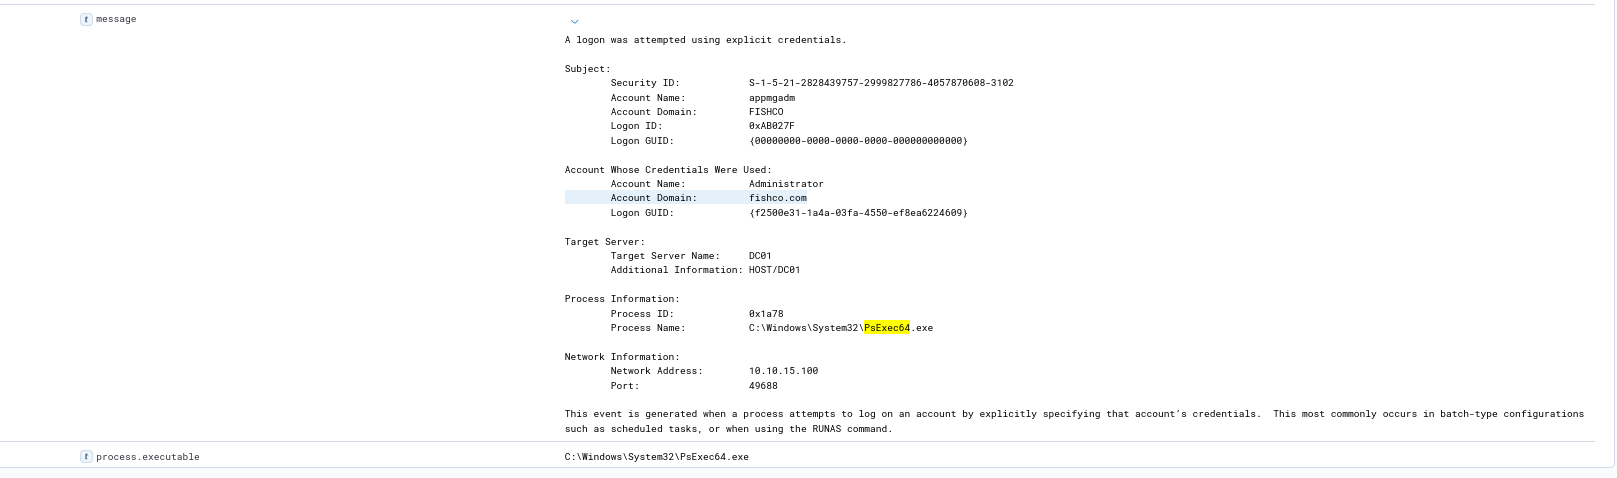 t message
A logon was attempted using explicit credentials.
Subject:
Security ID: S-1-5-21-2828439757-2999827786-4057870608-3102
Account Name: appmgadm
Account Domain: FISHCO
Logon ID: 0xAB027F
Logon GUID: {00000000-0000-0000-0000-000000000000}
Account Whose Credentials Were Used:
Account Name: Administrator
Account Domain: fishco.com
Logon GUID: {f2500e31-1a4a-03fa-4550-ef8ea6224609}
Target Server:
Target Server Name: DC01
Additional Information: HOST/DC01
Process Information:
Process ID: 0x1a78
Process Name: C:\Windows\System32\PsExec64.exe
Network Information:
Network Address: 10.10.15.100
Port: 49688
This event is generated when a process attempts to log on an account by explicitly specifying that account's credentials.  This most commonly occurs in batch-type configurations
such as scheduled tasks, or when using the RUNAS command.
t process.executable C:\Windows\System32\PsExec64.exe